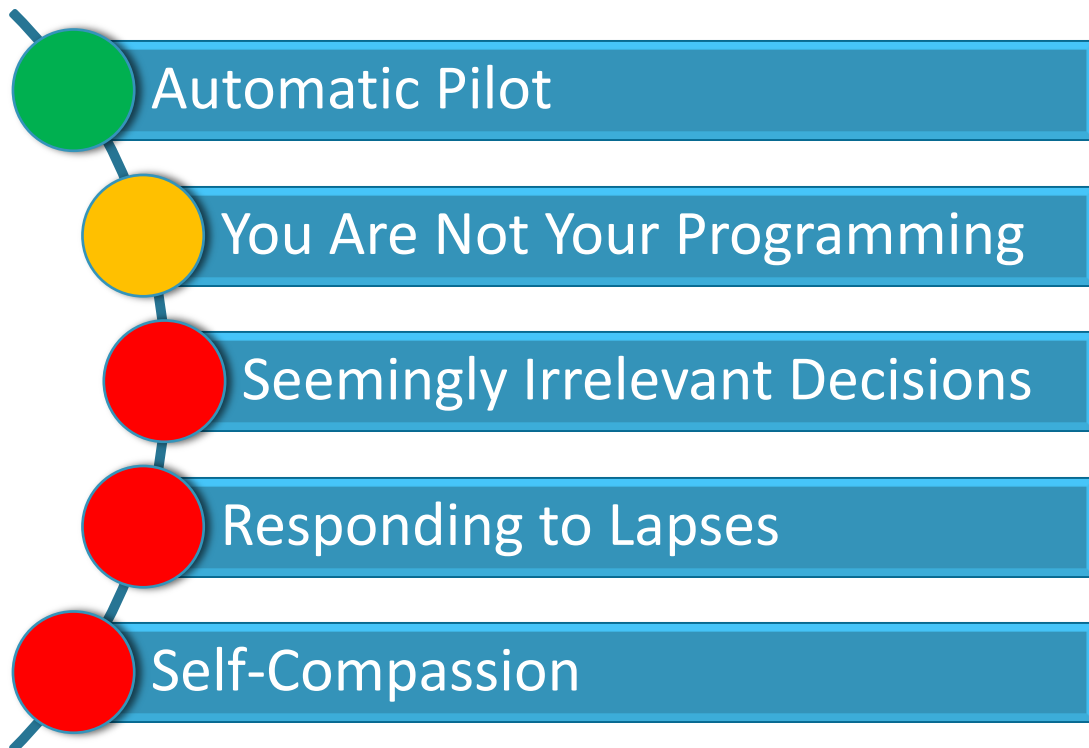 Automatic Pilot
You Are Not Your Programming
Seemingly Irrelevant Decisions
Responding to Lapses
Self-Compassion